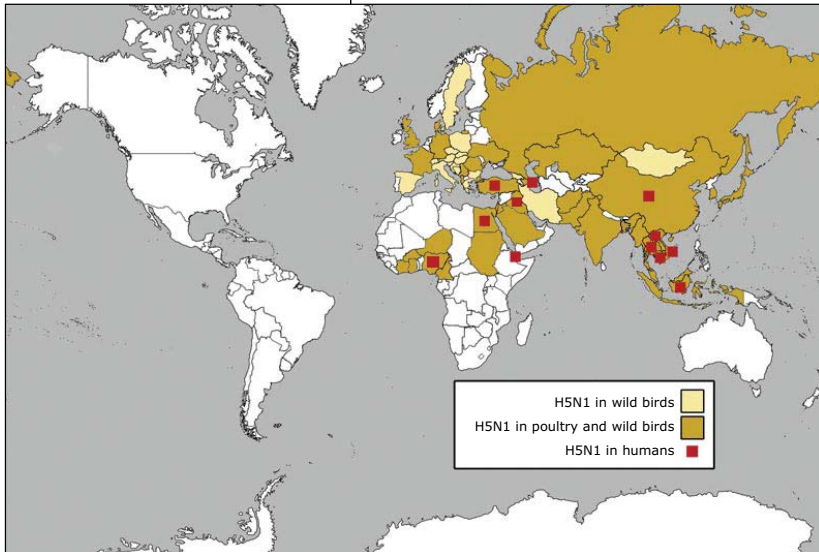 H5N1 in wild birds
H5N1 in poultry and wild birds
H5N1 in humans